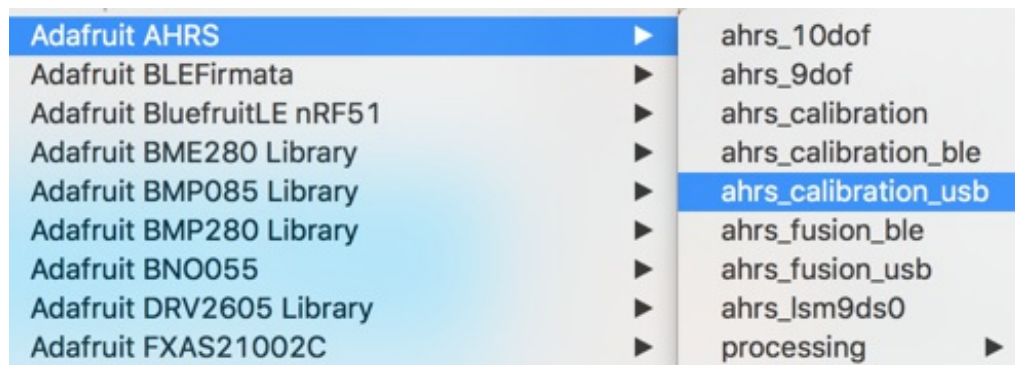 Adafruit AHRS
Adafruit BLEFirmata
Adafruit BluefruitLE nRF51
Adafruit BME280 Library
Adafruit BMP085 Library
Adafruit BMP280 Library
Adafruit BNO055
Adafruit DRV2605 Library
Adafruit FXAS21002C
ahrs_10dof
ahrs_9dof
ahrs_calibration
ahrs_calibration_ble
ahrs_calibration_usb
ahrs_fusion_ble
ahrs_fusion_usb
ahrs_lsm9ds0
processing